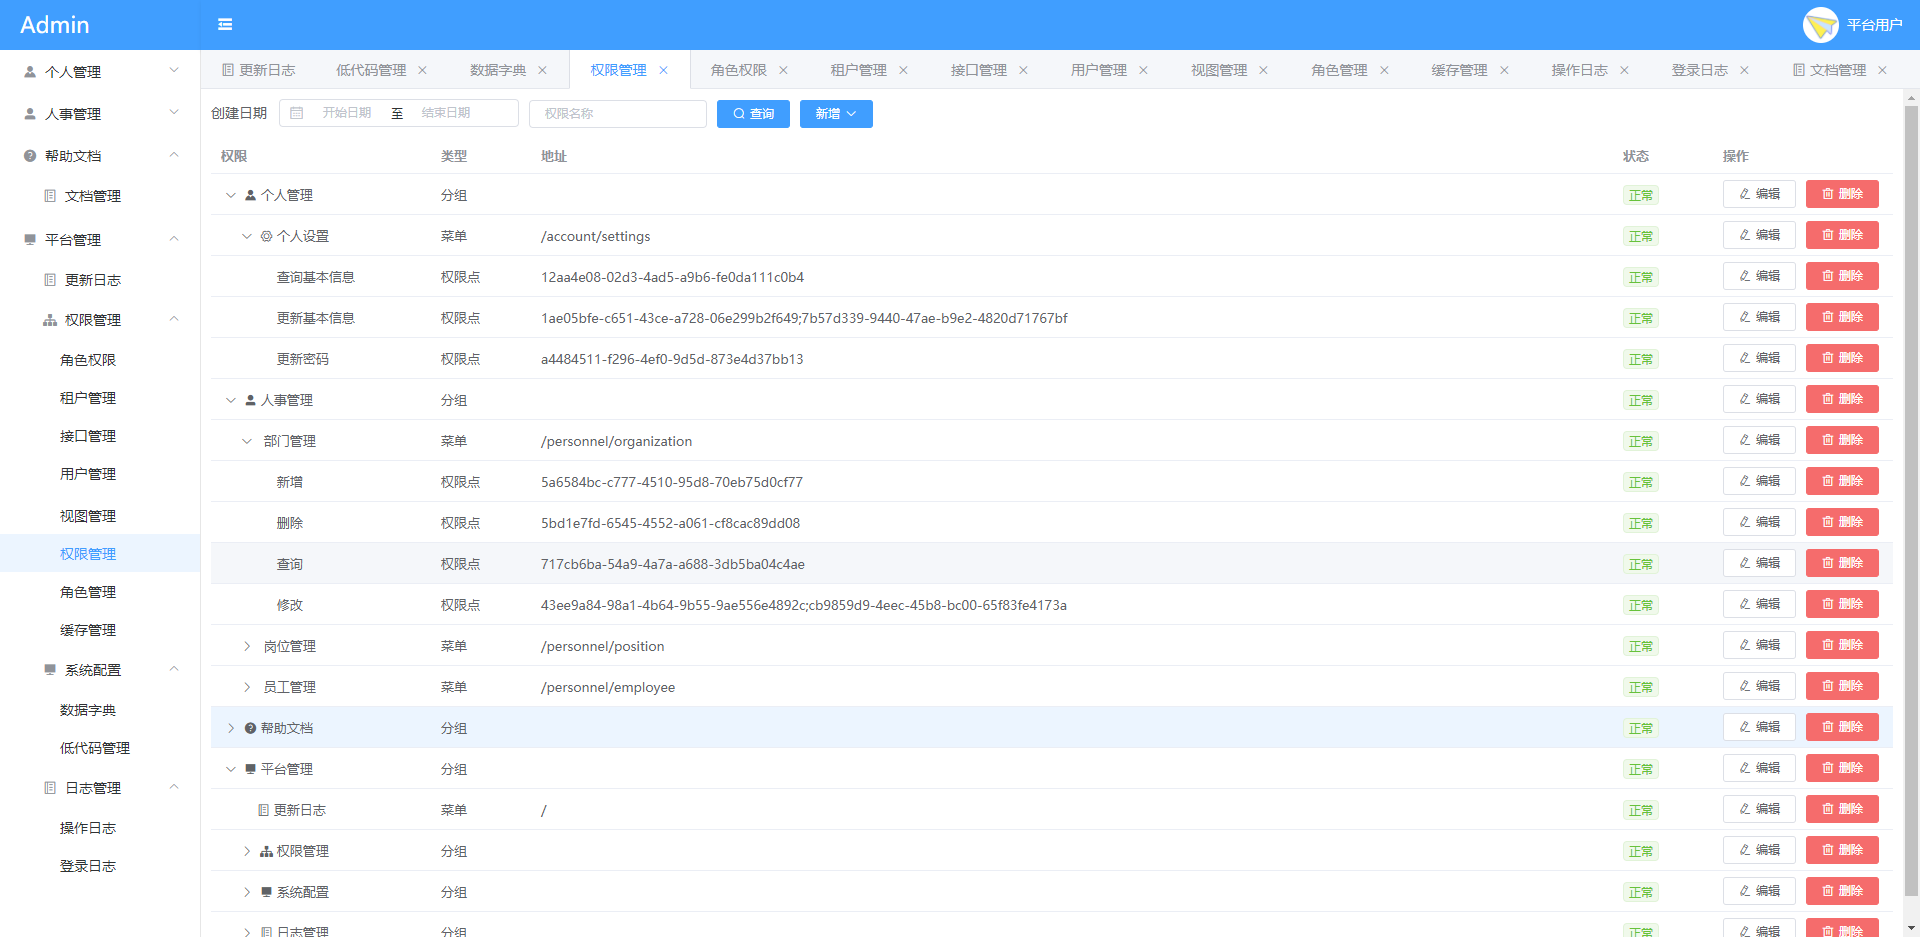 Admin
平台用户
个人管理
人事管理
帮助文档
文档管理
平台管理
更新日志
权限管理
角色权限
租户管理
接口管理
用户管理
视图管理
权限管理
角色管理
缓存管理
系统配置
数据字典
低代码管理
日志管理
操作日志
登录日志
更新日志 低代码管理 数据字典 权限管理 角色权限 租户管理 接口管理 用户管理 视图管理 角色管理 缓存管理 操作日志 登录日志 文档管理
创建日期 开始日期 至 结束日期 权限名称 查询 新增
权限 类型 地址 状态 操作
个人管理 分组 正常 编辑 删除
个人设置 菜单 /account/settings 正常 编辑 删除
查询基本信息 权限点 12aa4e08-02d3-4ad5-a9b6-fe0da111c0b4 正常 编辑 删除
更新基本信息 权限点 1ae05bfe-c651-43ce-a728-06e299b2f649;7b57d339-9440-47ae-b9e2-4820d71767bf 正常 编辑 删除
更新密码 权限点 a4484511-f296-4ef0-9d5d-873e4d37bb13 正常 编辑 删除
人事管理 分组 正常 编辑 删除
部门管理 菜单 /personnel/organization 正常 编辑 删除
新增 权限点 5a6584bc-c777-4510-95d8-70eb75d0cf77 正常 编辑 删除
删除 权限点 5bd1e7fd-6545-4552-a061-cf8cac89dd08 正常 编辑 删除
查询 权限点 717cb6ba-54a9-4a7a-a688-3db5ba04c4ae 正常 编辑 删除
修改 权限点 43ee9a84-98a1-4b64-9b55-9ae556e4892c;cb9859d9-4eec-45b8-bc00-65f83fe4173a 正常 编辑 删除
岗位管理 菜单 /personnel/position 正常 编辑 删除
员工管理 菜单 /personnel/employee 正常 编辑 删除
帮助文档 分组 正常 编辑 删除
平台管理 分组 正常 编辑 删除
更新日志 菜单 / 正常 编辑 删除
权限管理 分组 正常 编辑 删除
系统配置 分组 正常 编辑 删除
日志管理 分组 正常 编辑 删除